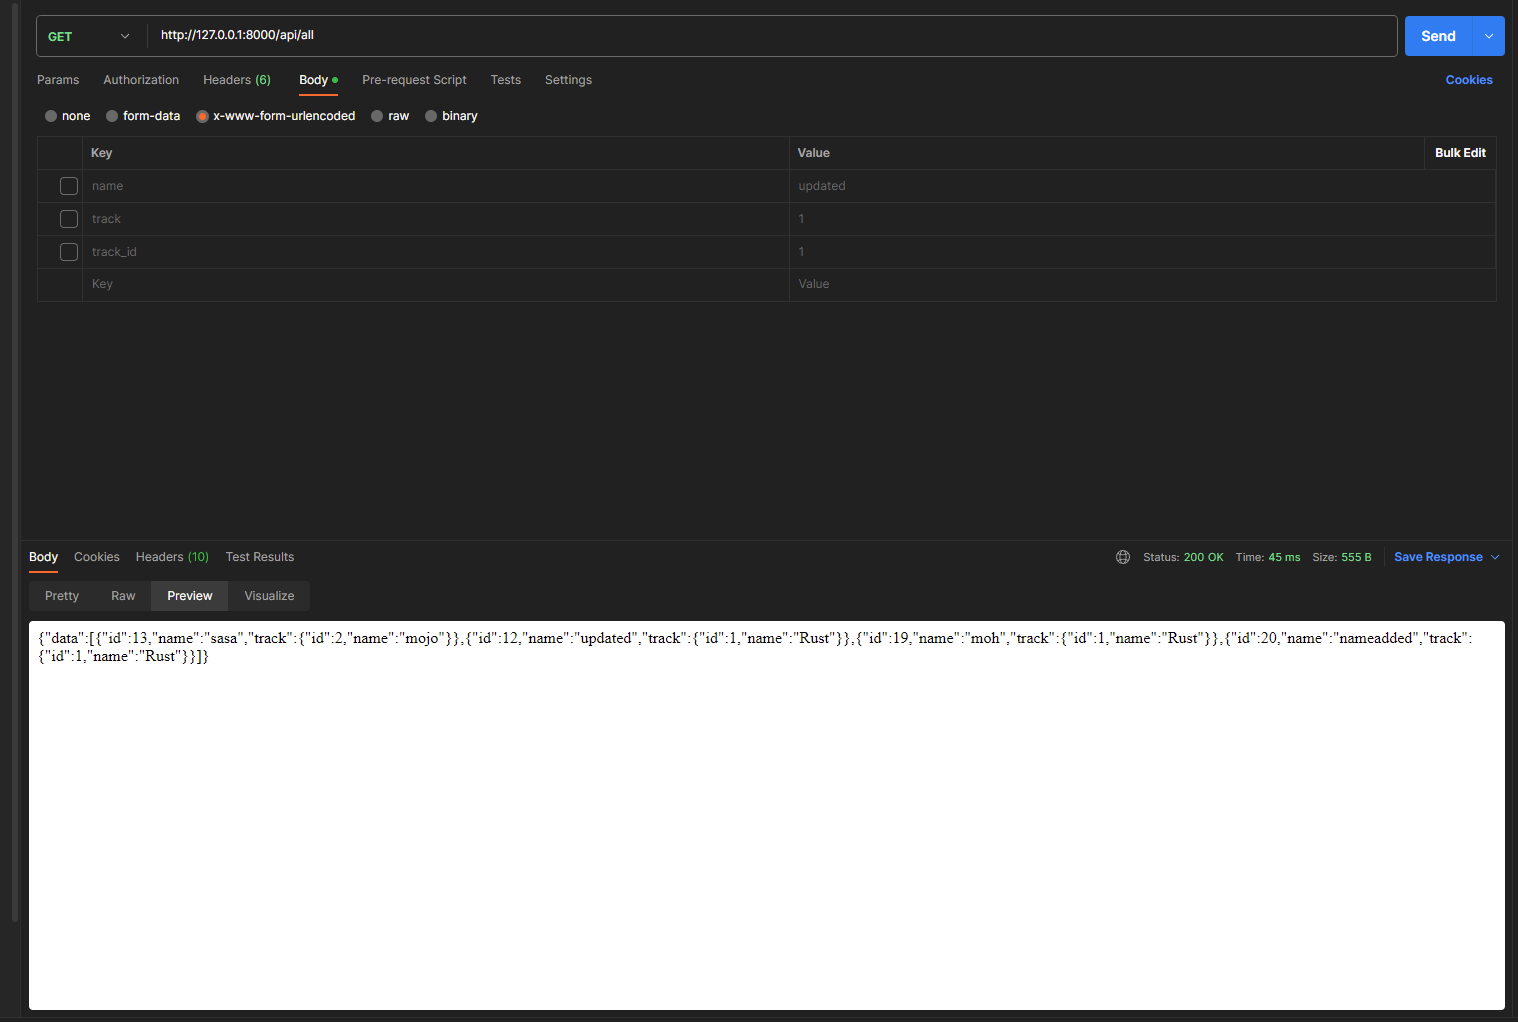 GET http://127.0.0.1:8000/api/all Send
Params Authorization Headers (6) Body Pre-request Script Tests Settings Cookies
none form-data x-www-form-urlencoded raw binary
Key Value Bulk Edit
name updated
track 1
track_id 1
Key Value
Body Cookies Headers (10) Test Results Status: 200 OK Time: 45 ms Size: 555 B Save Response
Pretty Raw Preview Visualize
{"data":[{"id":13,"name":"sasa","track":{"id":2,"name":"mojo"}},{"id":12,"name":"updated","track":{"id":1,"name":"Rust"}},{"id":19,"name":"moh","track":{"id":1,"name":"Rust"}},{"id":20,"name":"nameadded","track":
{"id":1,"name":"Rust"}}]}